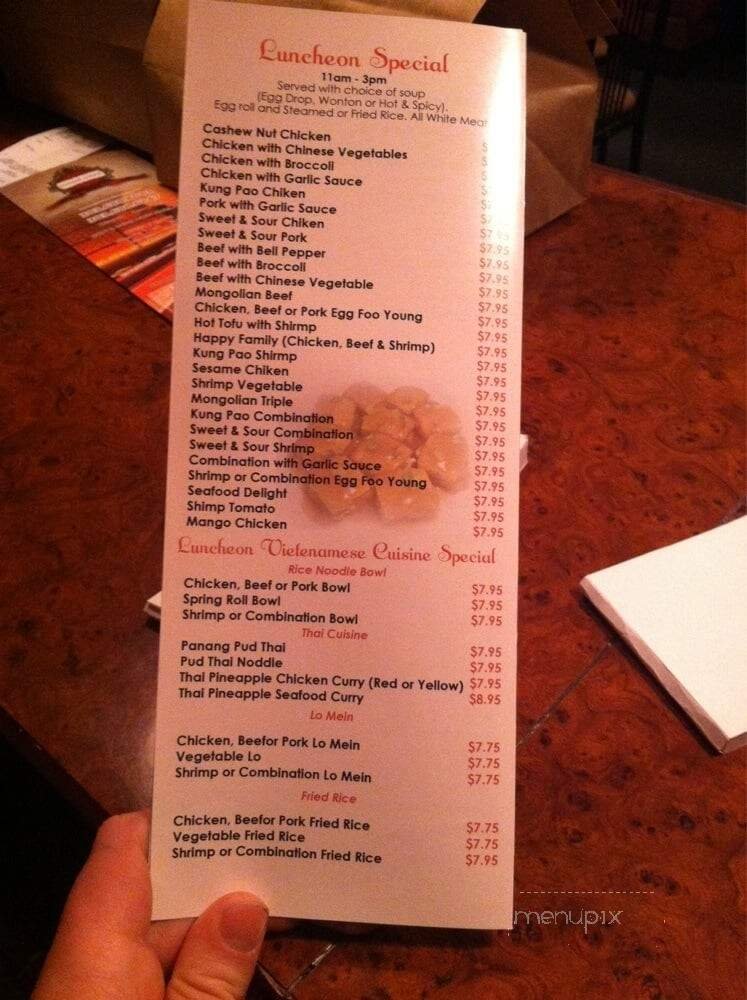 Luncheon Special
11am - 3pm
Served with choice of soup
(Egg Drop, Wonton or Hot & Spicy).
Egg roll and Steamed or Fried Rice. All White Meat
Cashew Nut Chicken
Chicken with Chinese Vegetables
Chicken with Broccoli
Chicken with Garlic Sauce
Kung Pao Chiken
Pork with Garlic Sauce
Sweet & Sour Chiken $7.95
Sweet & Sour Pork $7.95
Beef with Bell Pepper $7.95
Beef with Broccoli $7.95
Beef with Chinese Vegetable $7.95
Mongolian Beef $7.95
Chicken, Beef or Pork Egg Foo Young $7.95
Hot Tofu with Shirmp $7.95
Happy Family (Chicken, Beef & Shrimp) $7.95
Kung Pao Shirmp $7.95
Sesame Chiken $7.95
Shrimp Vegetable $7.95
Mongolian Triple $7.95
Kung Pao Combination $7.95
Sweet & Sour Combination $7.95
Sweet & Sour Shrimp $7.95
Combination with Garlic Sauce $7.95
Shrimp or Combination Egg Foo Young $7.95
Seafood Delight $7.95
Shimp Tomato $7.95
Mango Chicken $7.95
Luncheon Vietenamese Cuisine Special
Rice Noodle Bowl
Chicken, Beef or Pork Bowl $7.95
Spring Roll Bowl $7.95
Shrimp or Combination Bowl $7.95
Thai Cuisine
Panang Pud Thai $7.95
Pud Thai Noddle $7.95
Thai Pineapple Chicken Curry (Red or Yellow) $7.95
Thai Pineapple Seafood Curry $8.95
Lo Mein
Chicken, Beefor Pork Lo Mein $7.75
Vegetable Lo $7.75
Shrimp or Combination Lo Mein $7.75
Fried Rice
Chicken, Beefor Pork Fried Rice $7.75
Vegetable Fried Rice $7.75
Shrimp or Combination Fried Rice $7.95
menupix